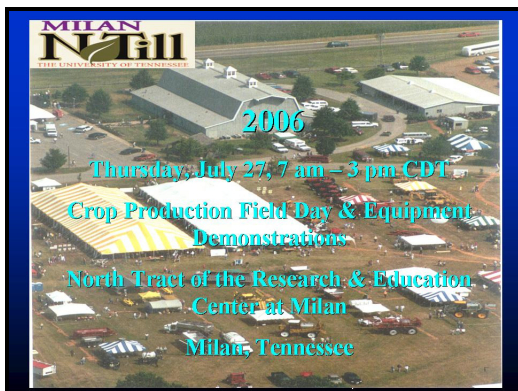 MILAN
No Till
THE UNIVERSITY OF TENNESSEE
2006
Thursday, July 27, 7 am – 3 pm CDT
Crop Production Field Day & Equipment
Demonstrations
North Tract of the Research & Education
Center at Milan
Milan, Tennessee